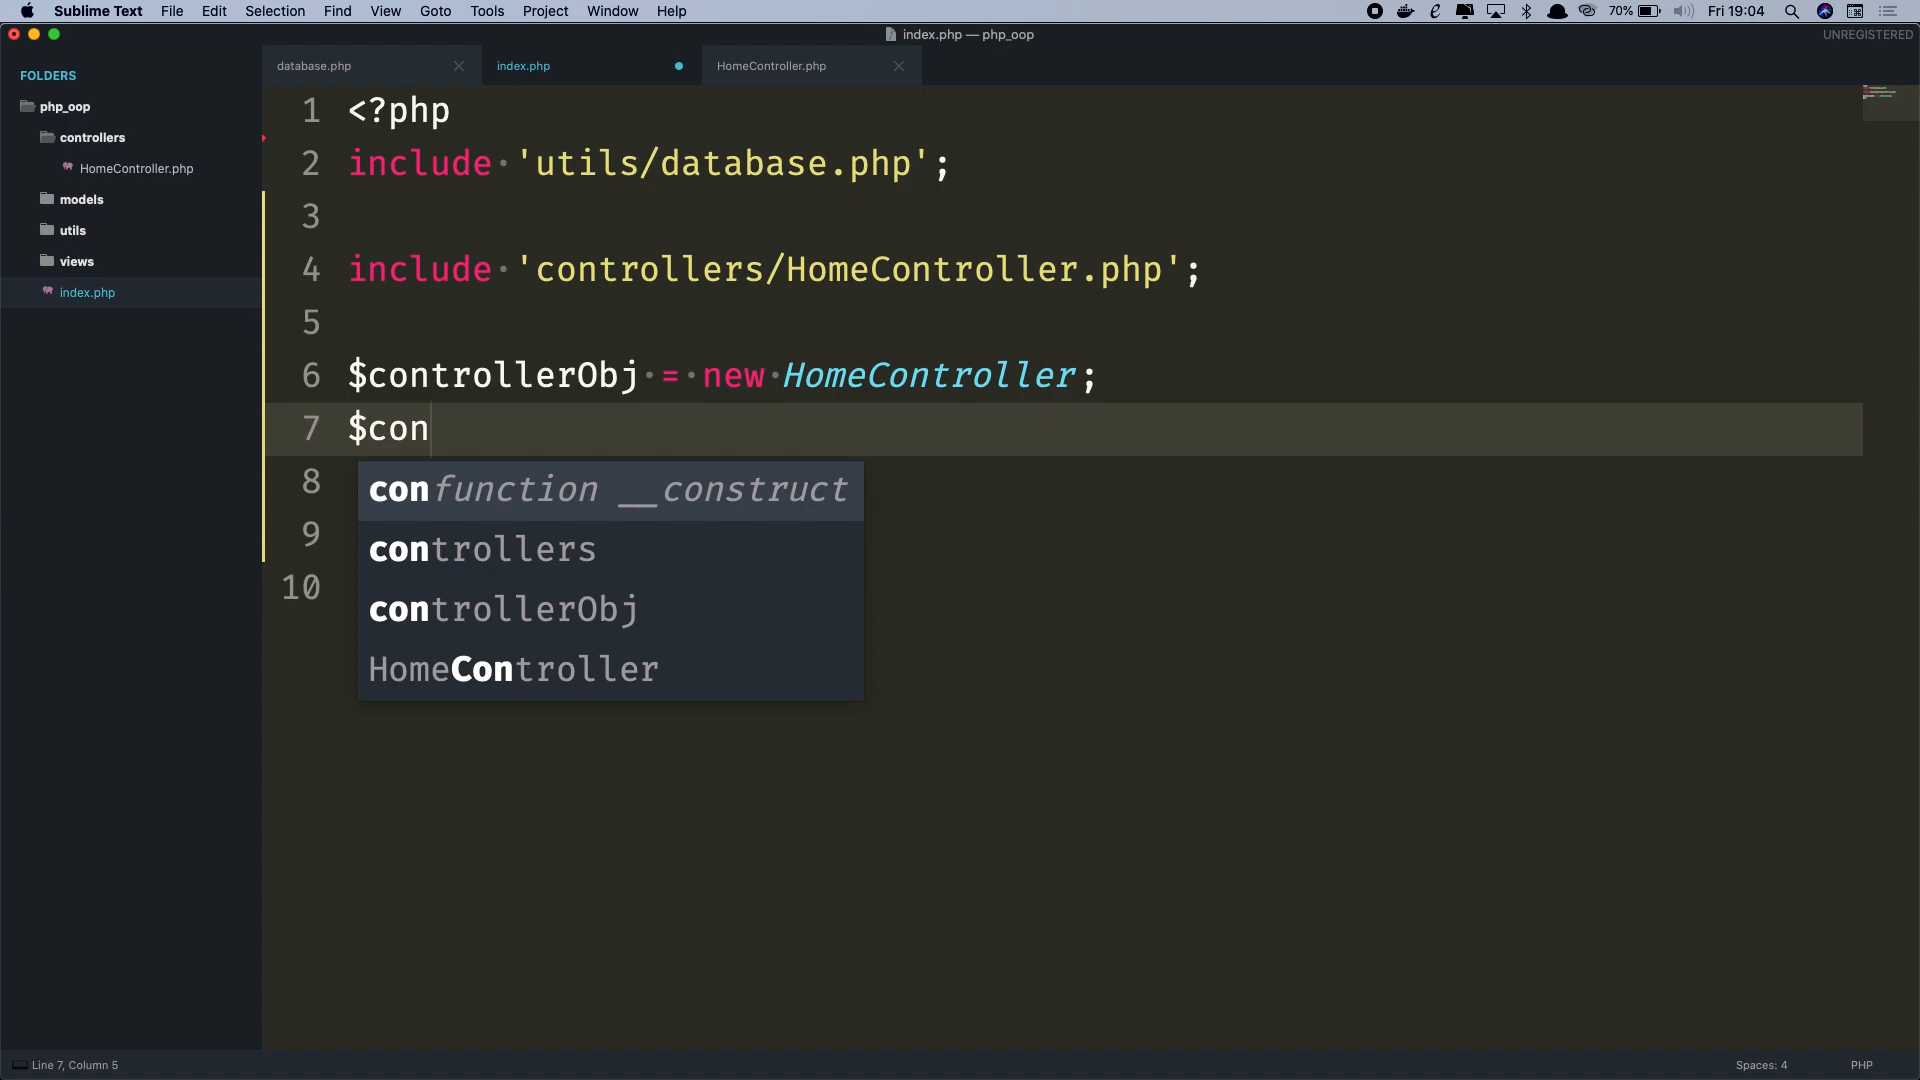 Sublime Text File Edit Selection Find View Goto Tools Project Window Help 70% Fri 19:04
index.php — php_oop UNREGISTERED
FOLDERS
php_oop
controllers
HomeController.php
models
utils
views
index.php
database.php index.php HomeController.php
1 <?php
2 include 'utils/database.php';
3
4 include 'controllers/HomeController.php';
5
6 $controllerObj = new HomeController;
7 $con
8
9
10
confunction __construct
controllers
controllerObj
HomeController
Line 7, Column 5 Spaces: 4 PHP